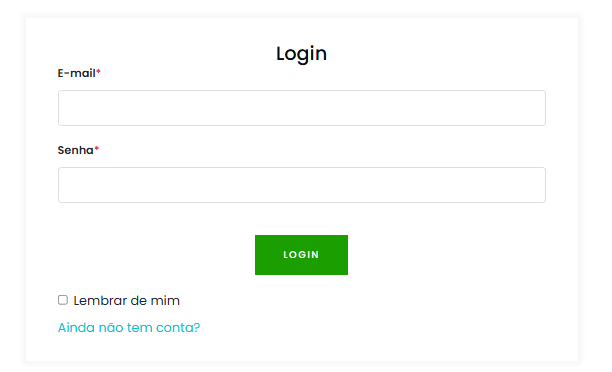 Login
E-mail*
Senha*
LOGIN
Lembrar de mim
Ainda não tem conta?